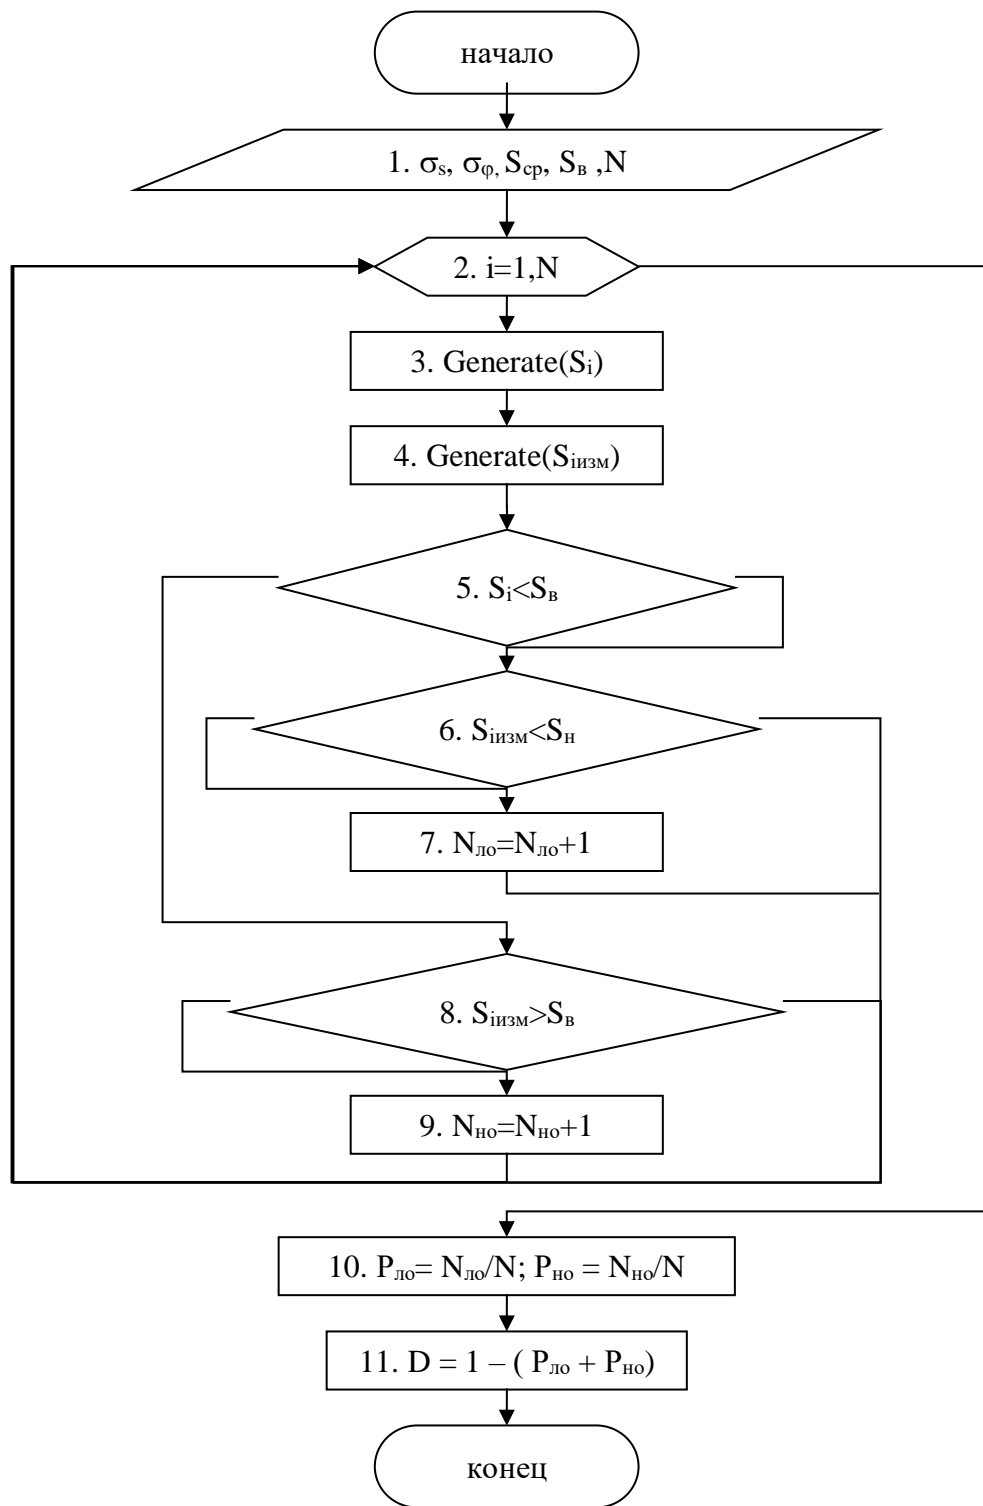 начало
1. σₛ, σφ, Sср, Sв ,N
2. i=1,N
3. Generate(Si)
4. Generate(Siизм)
5. Si<Sв
6. Siизм<Sн
7. Nло=Nло+1
8. Siизм>Sв
9. Nно=Nно+1
10. Pло= Nло/N; Pно = Nно/N
11. D = 1 – ( Pло + Pно)
конец